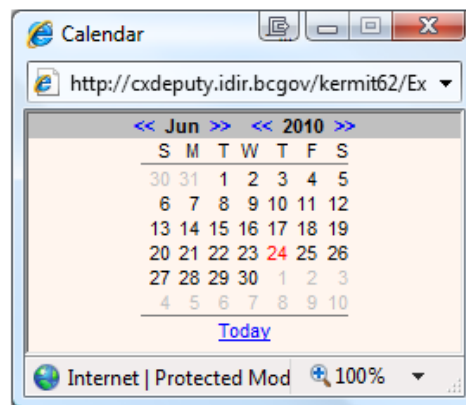 Calendar
http://cxdeputy.idir.bcgov/kermit62/Ex
<< Jun >> << 2010 >>
S M T W T F S
30 31 1 2 3 4 5
6 7 8 9 10 11 12
13 14 15 16 17 18 19
20 21 22 23 24 25 26
27 28 29 30 1 2 3
4 5 6 7 8 9 10
Today
Internet | Protected Mod 100%